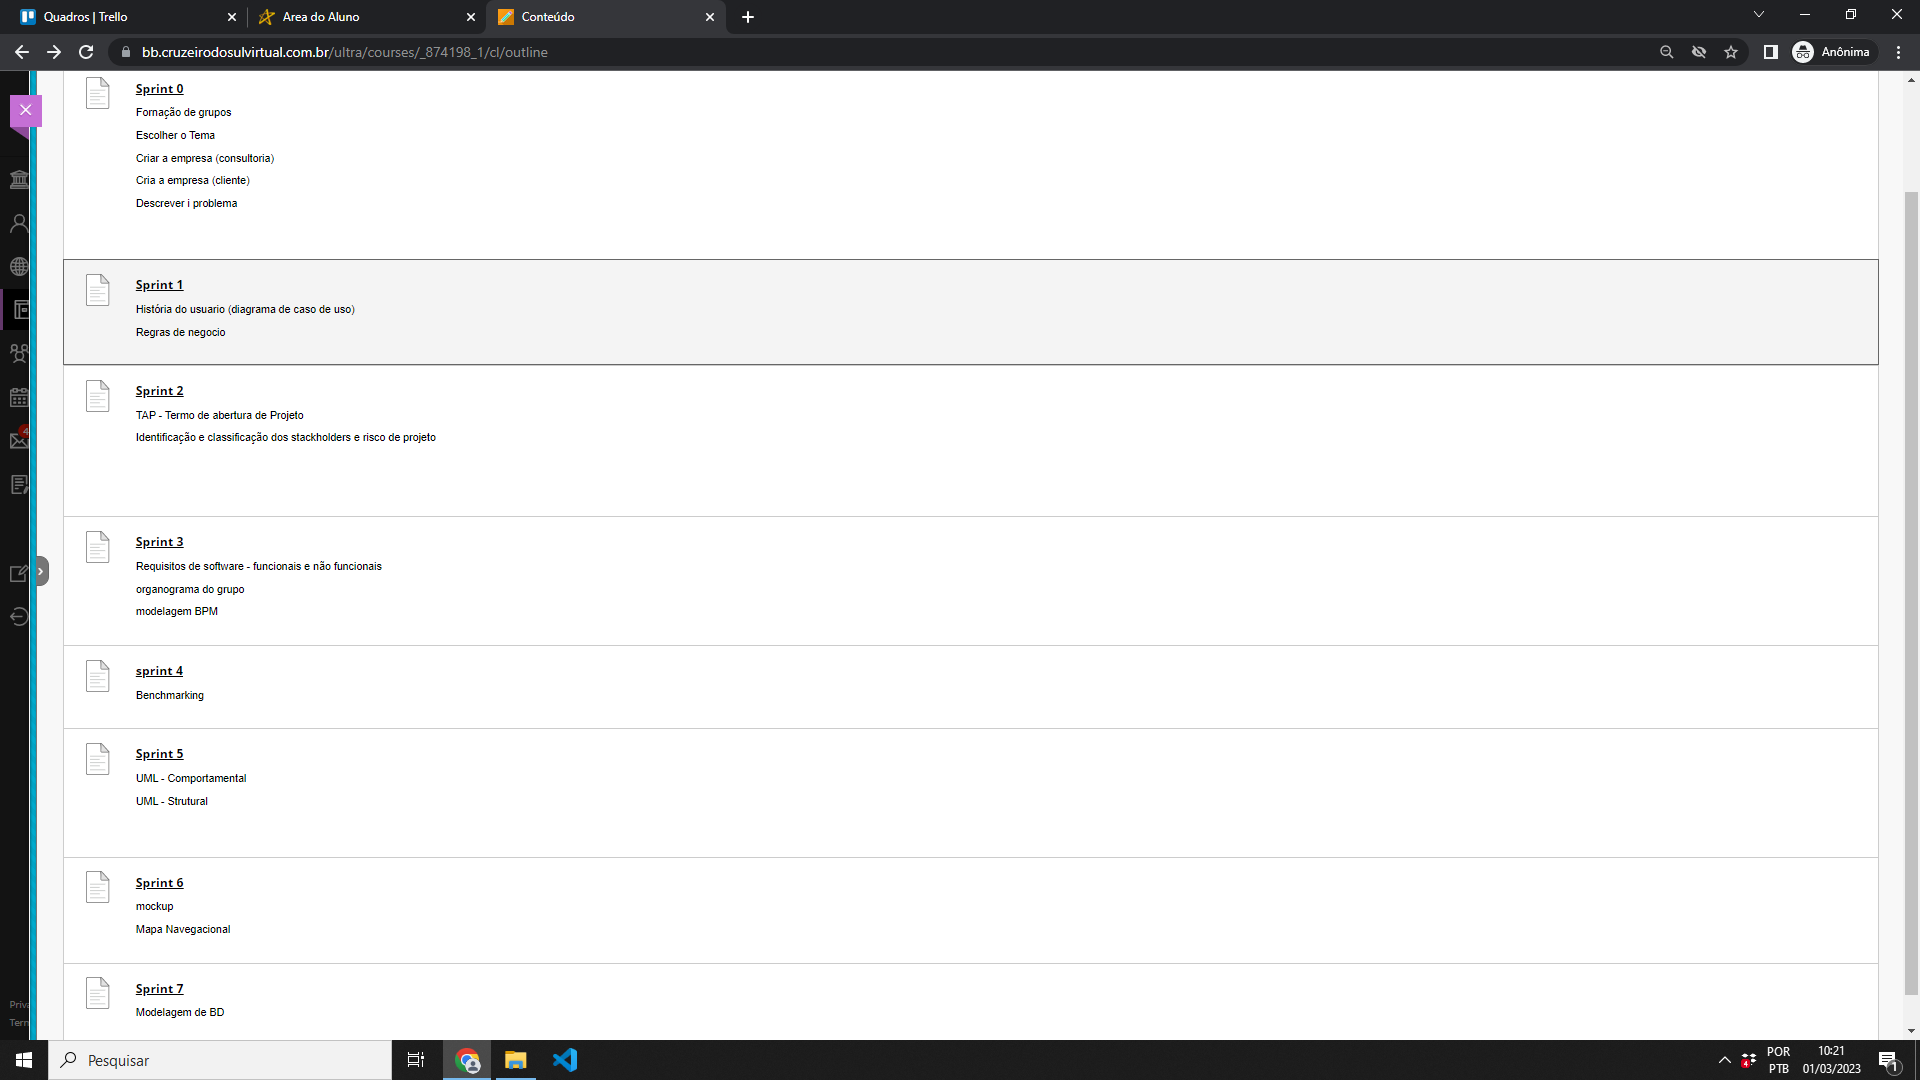 Quadros | Trello
Area do Aluno
Conteúdo
bb.cruzeirodosulvirtual.com.br/ultra/courses/_874198_1/cl/outline
Anônima
Sprint 0
Fornação de grupos
Escolher o Tema
Criar a empresa (consultoria)
Cria a empresa (cliente)
Descrever i problema
Sprint 1
História do usuario (diagrama de caso de uso)
Regras de negocio
Sprint 2
TAP - Termo de abertura de Projeto
Identificação e classificação dos stackholders e risco de projeto
Sprint 3
Requisitos de software - funcionais e não funcionais
organograma do grupo
modelagem BPM
sprint 4
Benchmarking
Sprint 5
UML - Comportamental
UML - Strutural
Sprint 6
mockup
Mapa Navegacional
Sprint 7
Modelagem de BD
4
Priva
Term
Pesquisar
4
POR
PTB
10:21
01/03/2023
1